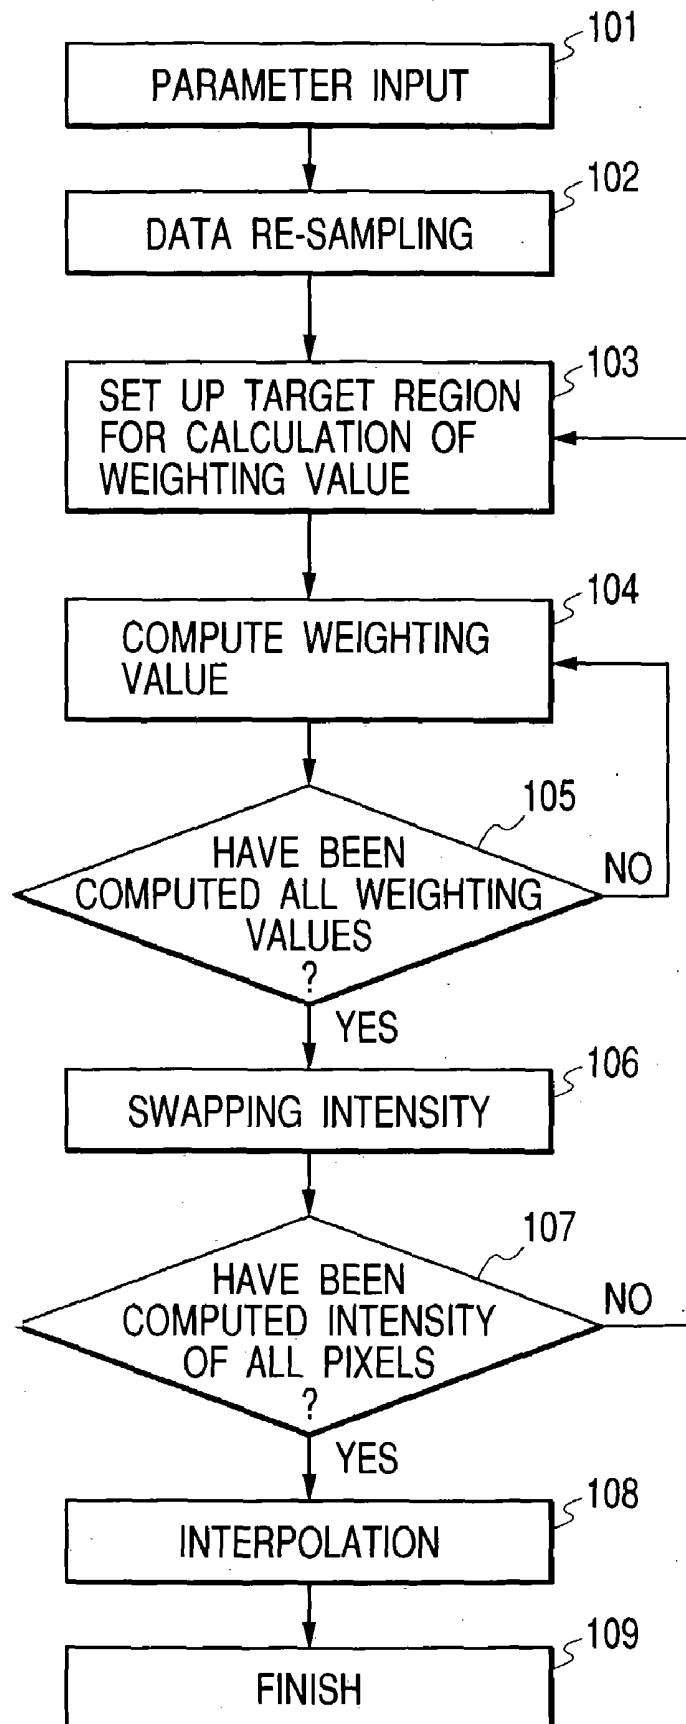 101
PARAMETER INPUT
102
DATA RE-SAMPLING
103
SET UP TARGET REGION
FOR CALCULATION OF
WEIGHTING VALUE
104
COMPUTE WEIGHTING
VALUE
105
HAVE BEEN
COMPUTED ALL WEIGHTING
VALUES
?
NO
YES
106
SWAPPING INTENSITY
107
HAVE BEEN
COMPUTED INTENSITY
OF ALL PIXELS
?
NO
YES
108
INTERPOLATION
109
FINISH